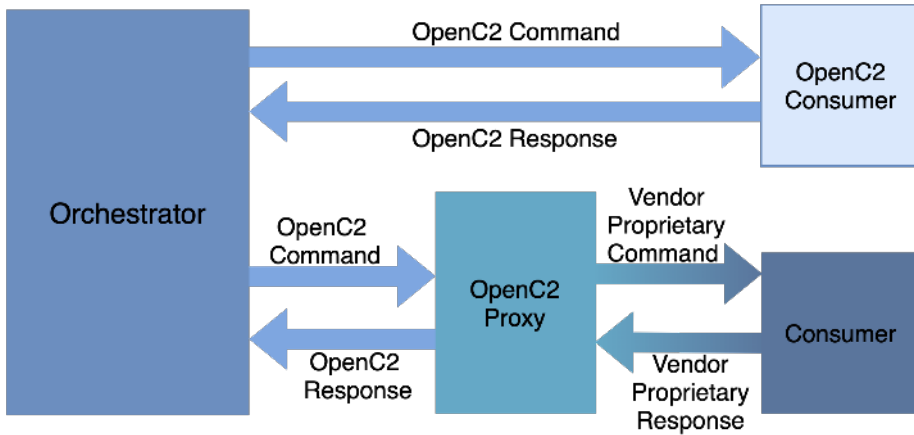 OpenC2 Command
OpenC2
Consumer
OpenC2 Response
Orchestrator
OpenC2
Command
OpenC2
Response
OpenC2
Proxy
Vendor
Proprietary
Command
Vendor
Proprietary
Response
Consumer